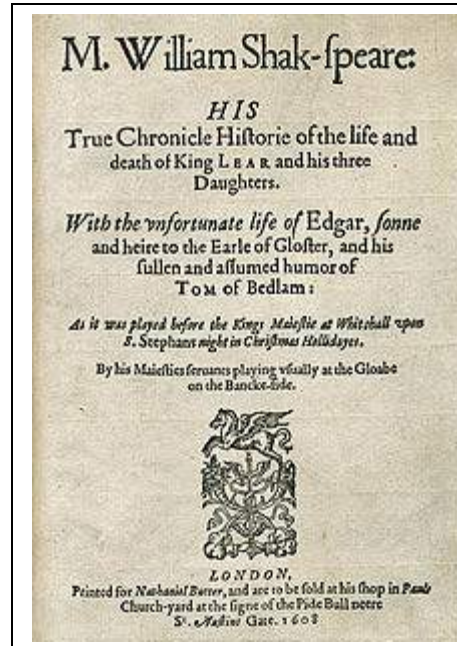 M. William Shak-ſpeare:
HIS
True Chronicle Hiſtorie of the life and
death of King LEAR and his three
Daughters.
With the vnfortunate life of Edgar, ſonne
and heire to the Earle of Gloſter, and his
ſullen and aſſumed humor of
TOM of Bedlam:
As it was played before the Kings Maieſtie at Whitehall vpon
S. Stephans night in Chriſtmas Hollidayes.
By his Maieſties ſeruants playing vſually at the Gloabe
on the Bancke-ſide.
LONDON,
Printed for Nathaniel Butter, and are to be ſold at his ſhop in Pauls
Church-yard at the ſigne of the Pide Bull neere
St. Auſtins Gate. 1608